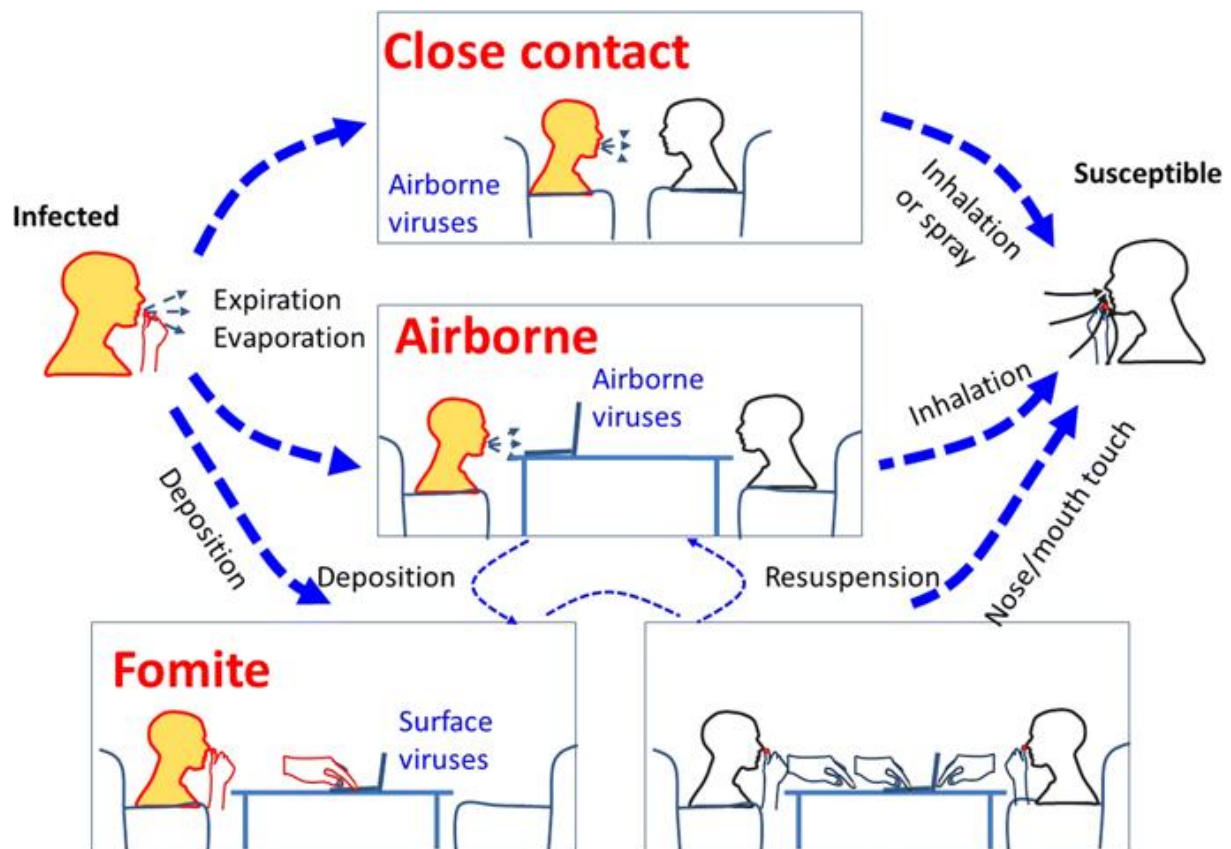 Close contact
Airborne
viruses
Infected
Susceptible
Inhalation
or spray
Expiration
Evaporation
Airborne
Airborne
viruses
Inhalation
Deposition
Deposition
Resuspension
Nose/mouth touch
Fomite
Surface
viruses